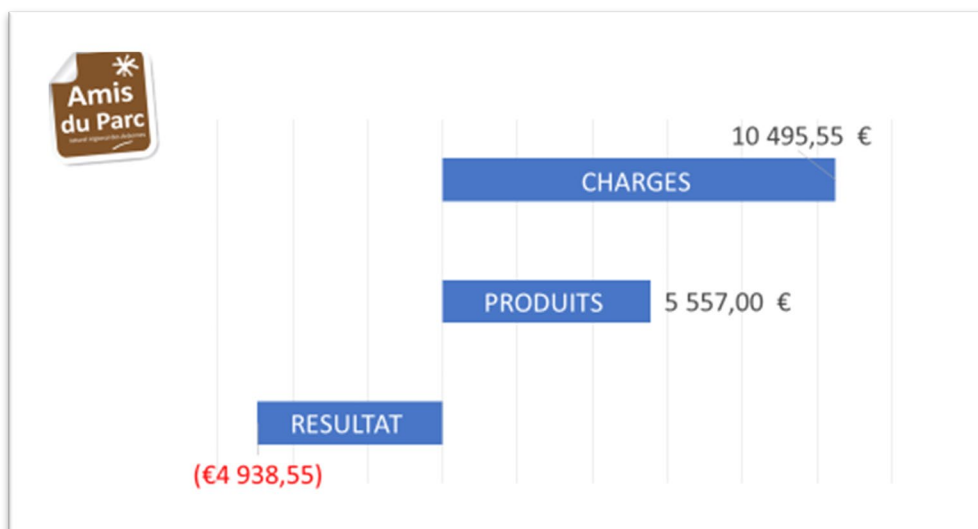 Amis
du Parc
10 495,55 €
CHARGES
PRODUITS
5 557,00 €
RESULTAT
(€4 938,55)